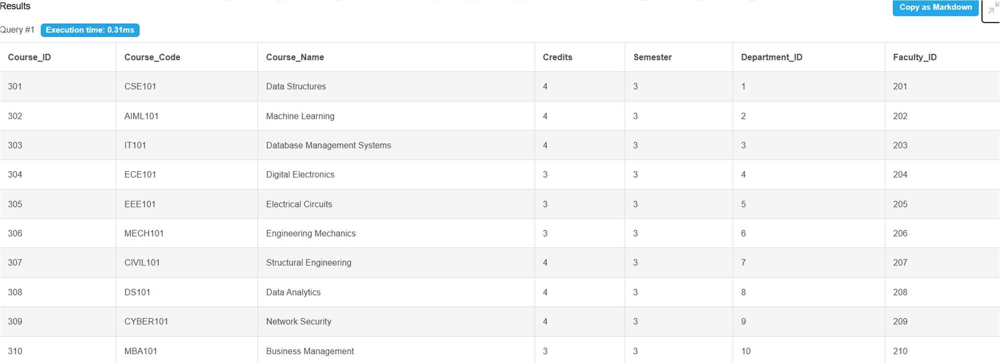 Results
Copy as Markdown
Query #1 Execution time: 0.31ms
Course_ID Course_Code Course_Name Credits Semester Department_ID Faculty_ID
301 CSE101 Data Structures 4 3 1 201
302 AIML101 Machine Learning 4 3 2 202
303 IT101 Database Management Systems 4 3 3 203
304 ECE101 Digital Electronics 3 3 4 204
305 EEE101 Electrical Circuits 3 3 5 205
306 MECH101 Engineering Mechanics 3 3 6 206
307 CIVIL101 Structural Engineering 4 3 7 207
308 DS101 Data Analytics 4 3 8 208
309 CYBER101 Network Security 4 3 9 209
310 MBA101 Business Management 3 3 10 210